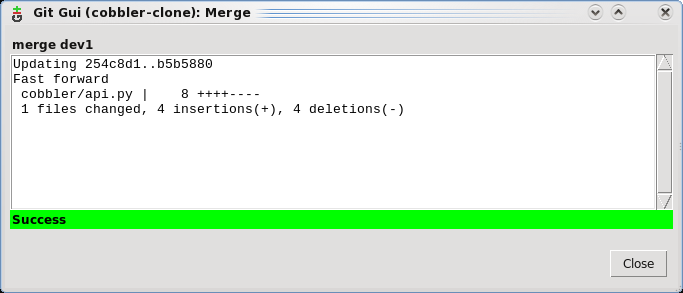 Git Gui (cobbler-clone): Merge
merge dev1
Updating 254c8d1..b5b5880
Fast forward
 cobbler/api.py |    8 ++++----
 1 files changed, 4 insertions(+), 4 deletions(-)
Success
Close